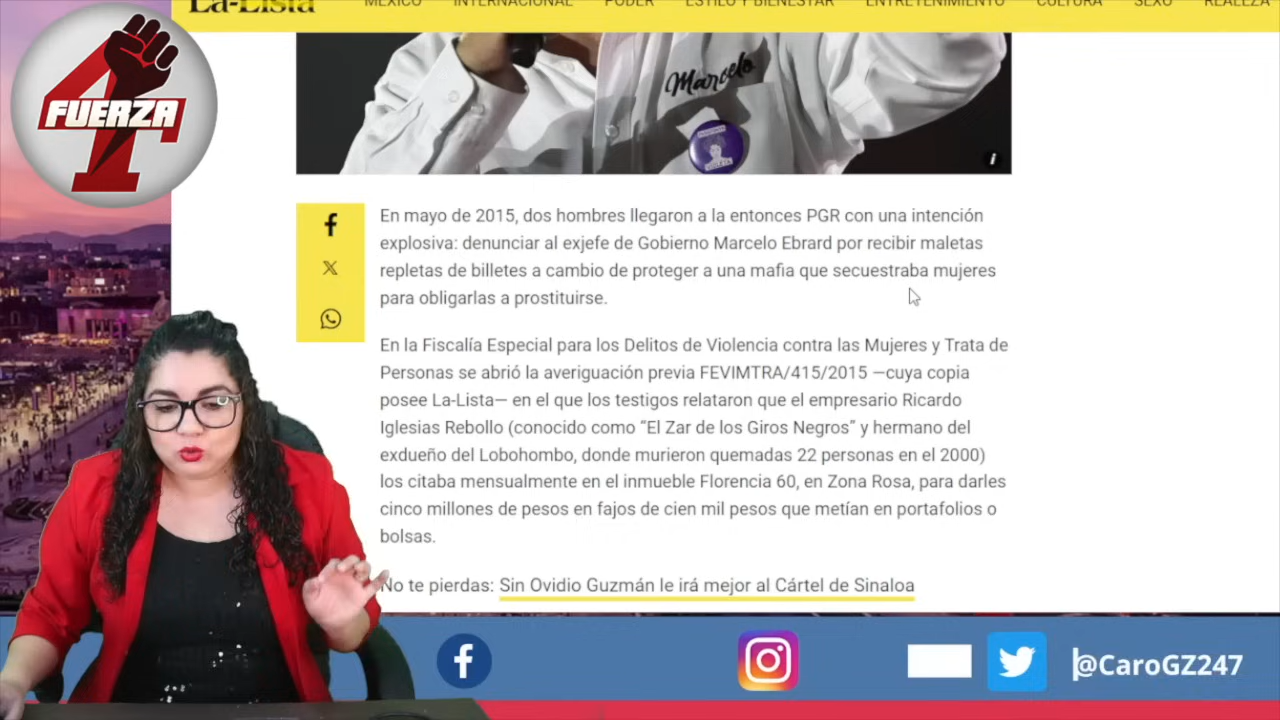 La-Lista
MÉXICO INTERNACIONAL PODER ESTILO Y BIENESTAR ENTRETENIMIENTO CULTURA SEXO REALEZA
4T
FUERZA
Marcelo
i
En mayo de 2015, dos hombres llegaron a la entonces PGR con una intención
explosiva: denunciar al exjefe de Gobierno Marcelo Ebrard por recibir maletas
repletas de billetes a cambio de proteger a una mafia que secuestraba mujeres
para obligarlas a prostituirse.
En la Fiscalía Especial para los Delitos de Violencia contra las Mujeres y Trata de
Personas se abrió la averiguación previa FEVIMTRA/415/2015 —cuya copia
posee La-Lista— en el que los testigos relataron que el empresario Ricardo
Iglesias Rebollo (conocido como “El Zar de los Giros Negros” y hermano del
exdueño del Lobohombo, donde murieron quemadas 22 personas en el 2000)
los citaba mensualmente en el inmueble Florencia 60, en Zona Rosa, para darles
cinco millones de pesos en fajos de cien mil pesos que metían en portafolios o
bolsas.
No te pierdas: Sin Ovidio Guzmán le irá mejor al Cártel de Sinaloa
@CaroGZ247